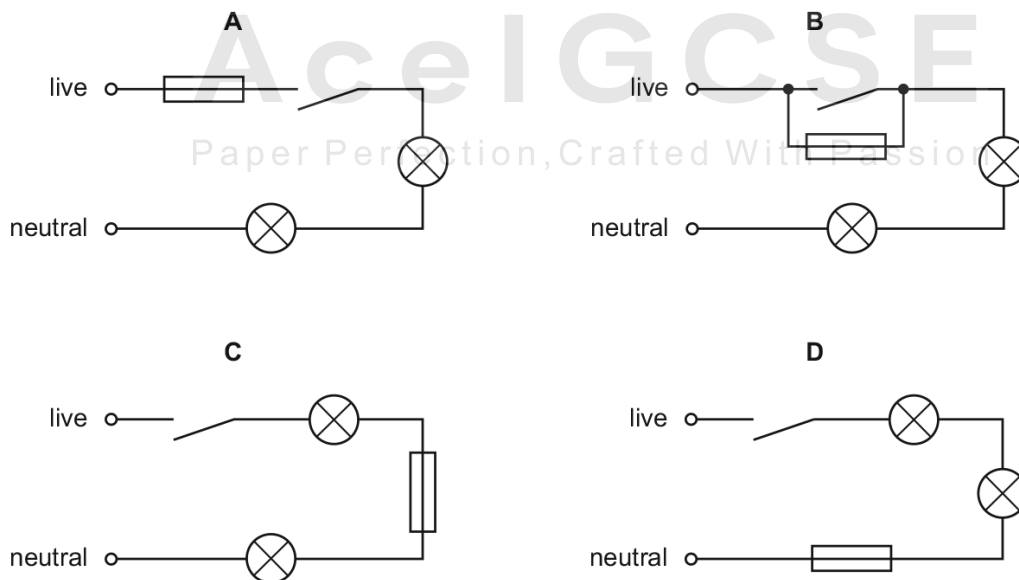 A
B
AceIGCSE
live
live
Paper Perfection,Crafted With Passion
neutral
neutral
C
D
live
live
neutral
neutral